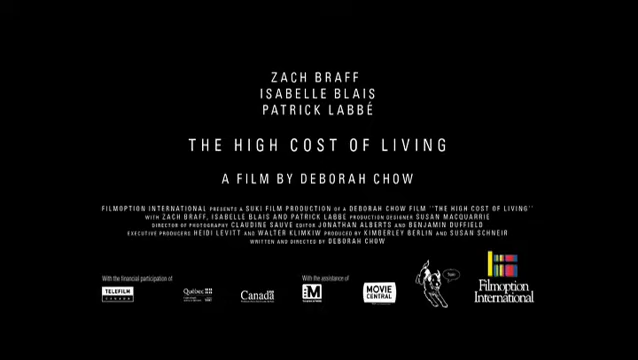 ZACH BRAFF
ISABELLE BLAIS
PATRICK LABBÉ
THE HIGH COST OF LIVING
A FILM BY DEBORAH CHOW
FILMOPTION INTERNATIONAL PRESENTS A SUKI FILM PRODUCTION OF A DEBORAH CHOW FILM "THE HIGH COST OF LIVING"
WITH ZACH BRAFF, ISABELLE BLAIS AND PATRICK LABBE PRODUCTION DESIGNER SUSAN MACQUARRIE
DIRECTOR OF PHOTOGRAPHY CLAUDINE SAUVE EDITOR JONATHAN ALBERTS AND BENJAMIN DUFFIELD
EXECUTIVE PRODUCERS HEIDI LEVITT AND WALTER KLIMKIW PRODUCED BY KIMBERLEY BERLIN AND SUSAN SCHNEIR
WRITTEN AND DIRECTED BY DEBORAH CHOW
With the financial participation of
TELEFILM
CANADA
Québec
Canada
With the assistance of
M
MOVIE
CENTRAL
Filmoption
International